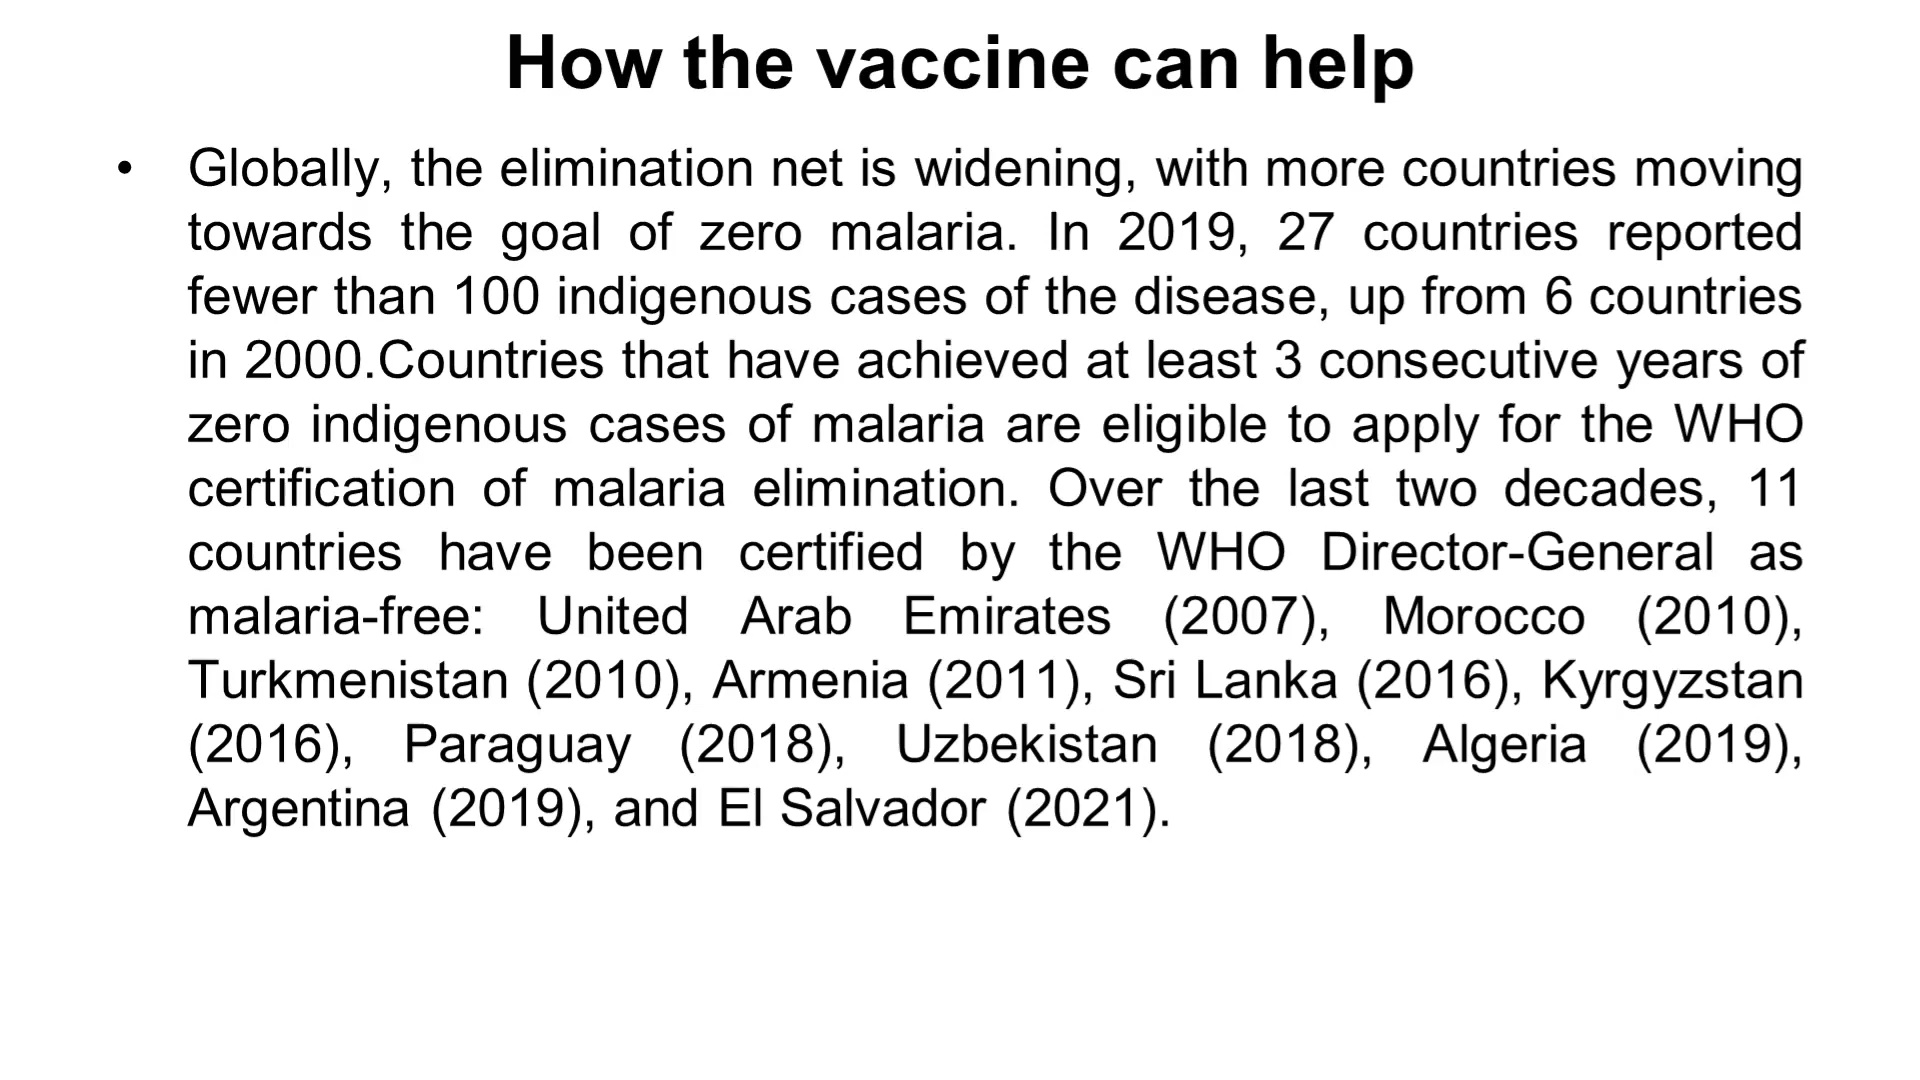 How the vaccine can help
• Globally, the elimination net is widening, with more countries moving
towards the goal of zero malaria. In 2019, 27 countries reported
fewer than 100 indigenous cases of the disease, up from 6 countries
in 2000.Countries that have achieved at least 3 consecutive years of
zero indigenous cases of malaria are eligible to apply for the WHO
certification of malaria elimination. Over the last two decades, 11
countries have been certified by the WHO Director-General as
malaria-free: United Arab Emirates (2007), Morocco (2010),
Turkmenistan (2010), Armenia (2011), Sri Lanka (2016), Kyrgyzstan
(2016), Paraguay (2018), Uzbekistan (2018), Algeria (2019),
Argentina (2019), and El Salvador (2021).